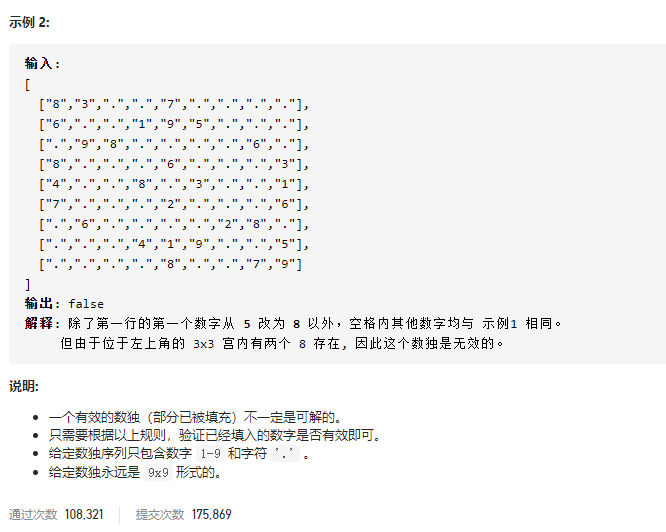 示例 2:
输入:
[
["8","3",".",".","7",".",".",".","."],
["6",".",".","1","9","5",".",".","."],
[".","9","8",".",".",".",".","6","."],
["8",".",".",".","6",".",".",".","3"],
["4",".",".","8",".","3",".",".","1"],
["7",".",".",".","2",".",".",".","6"],
[".","6",".",".",".",".","2","8","."],
[".",".",".","4","1","9",".",".","5"],
[".",".",".",".","8",".",".","7","9"]
]
输出: false
解释: 除了第一行的第一个数字从 5 改为 8 以外，空格内其他数字均与 示例1 相同。
但由于位于左上角的 3x3 宫内有两个 8 存在, 因此这个数独是无效的。
说明:
• 一个有效的数独（部分已被填充）不一定是可解的。
• 只需要根据以上规则，验证已经填入的数字是否有效即可。
• 给定数独序列只包含数字 1-9 和字符 '.' 。
• 给定数独永远是 9x9 形式的。
通过次数 108,321 提交次数 175,869